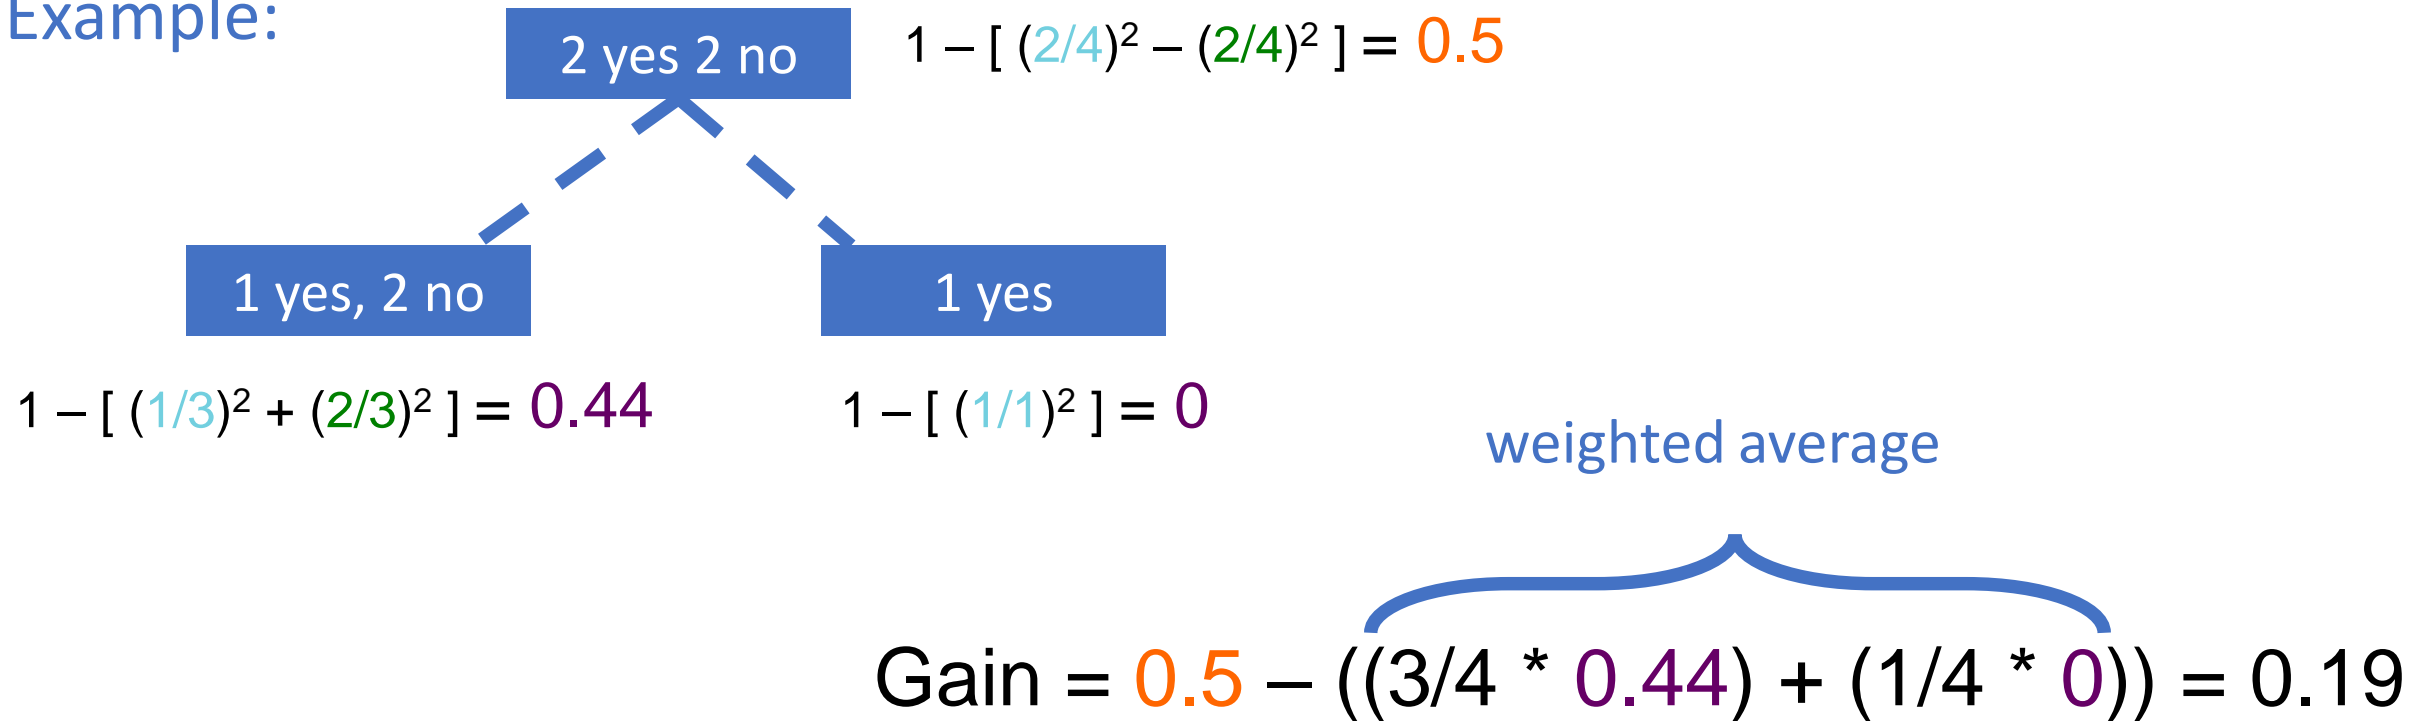 Example:
2 yes 2 no
1 – [ (2/4)² – (2/4)² ] = 0.5
1 yes, 2 no
1 yes
1 – [ (1/3)² + (2/3)² ] = 0.44
1 – [ (1/1)² ] = 0
weighted average
Gain = 0.5 – ((3/4 * 0.44) + (1/4 * 0)) = 0.19